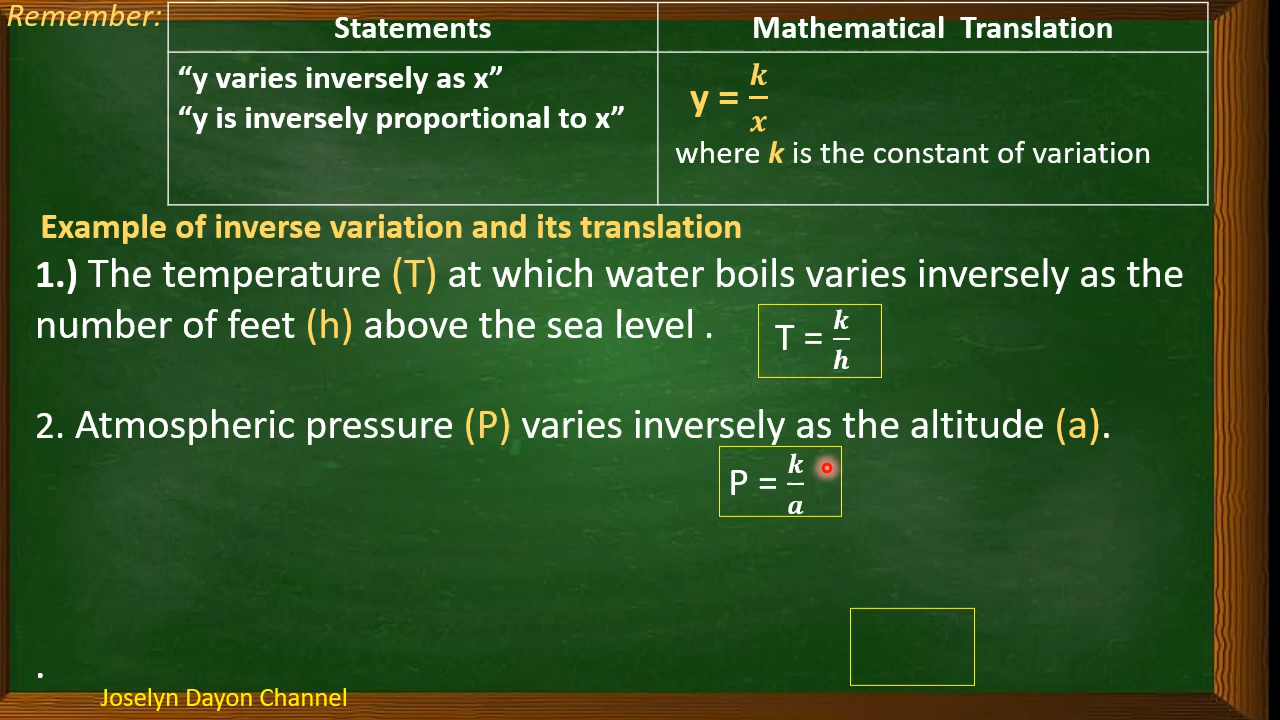 Remember:
Statements
Mathematical Translation
“y varies inversely as x”
“y is inversely proportional to x”
y = k/x
where k is the constant of variation
Example of inverse variation and its translation
1.) The temperature (T) at which water boils varies inversely as the
number of feet (h) above the sea level .
T = k/h
2. Atmospheric pressure (P) varies inversely as the altitude (a).
P = k/a
.
Joselyn Dayon Channel